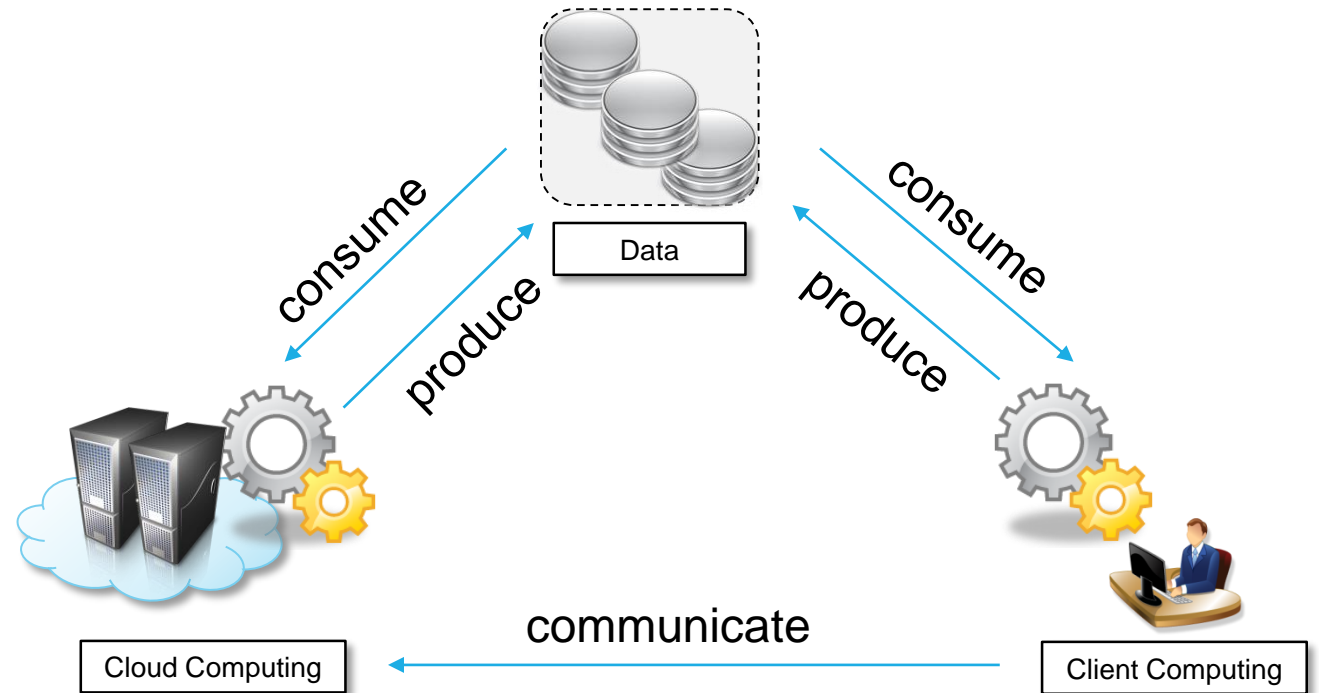 consume
produce
Data
consume
produce
communicate
Cloud Computing
Client Computing